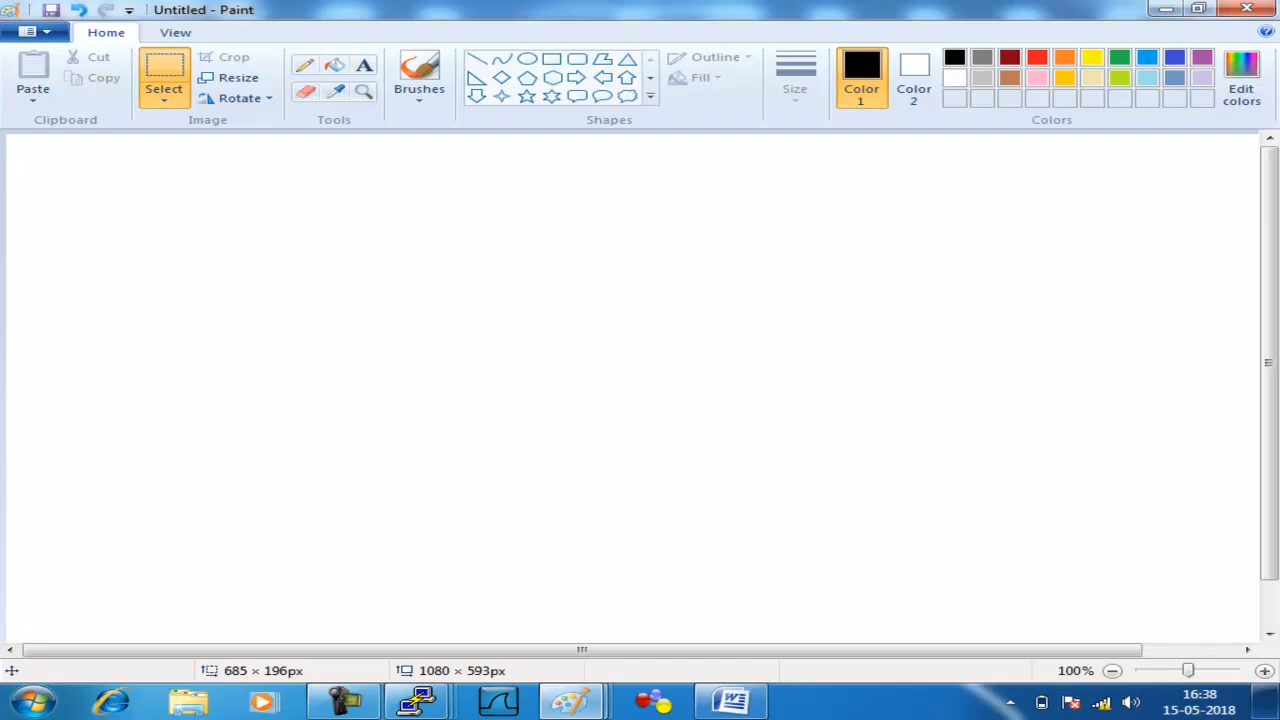 Untitled - Paint
Home View
Paste
Cut
Copy
Clipboard
Select
Crop
Resize
Rotate
Image
A
Tools
Brushes
Shapes
Outline
Fill
Size
Color 1
Color 2
Edit colors
Colors
685 × 196px 1080 × 593px 100%
W
16:38
15-05-2018